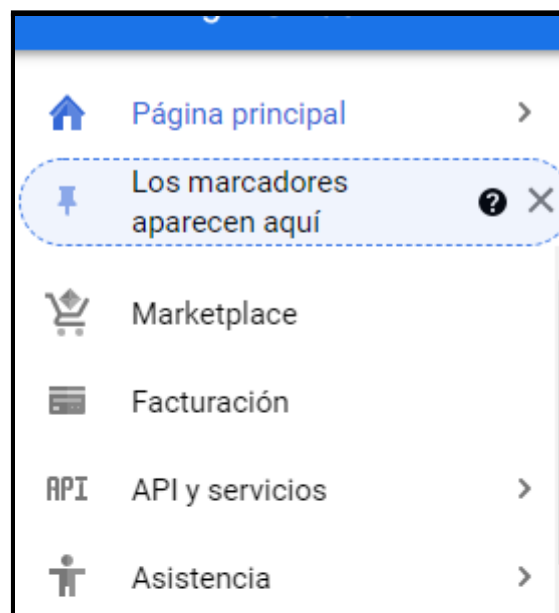 Página principal
Los marcadores
aparecen aquí
Marketplace
Facturación
API API y servicios
Asistencia